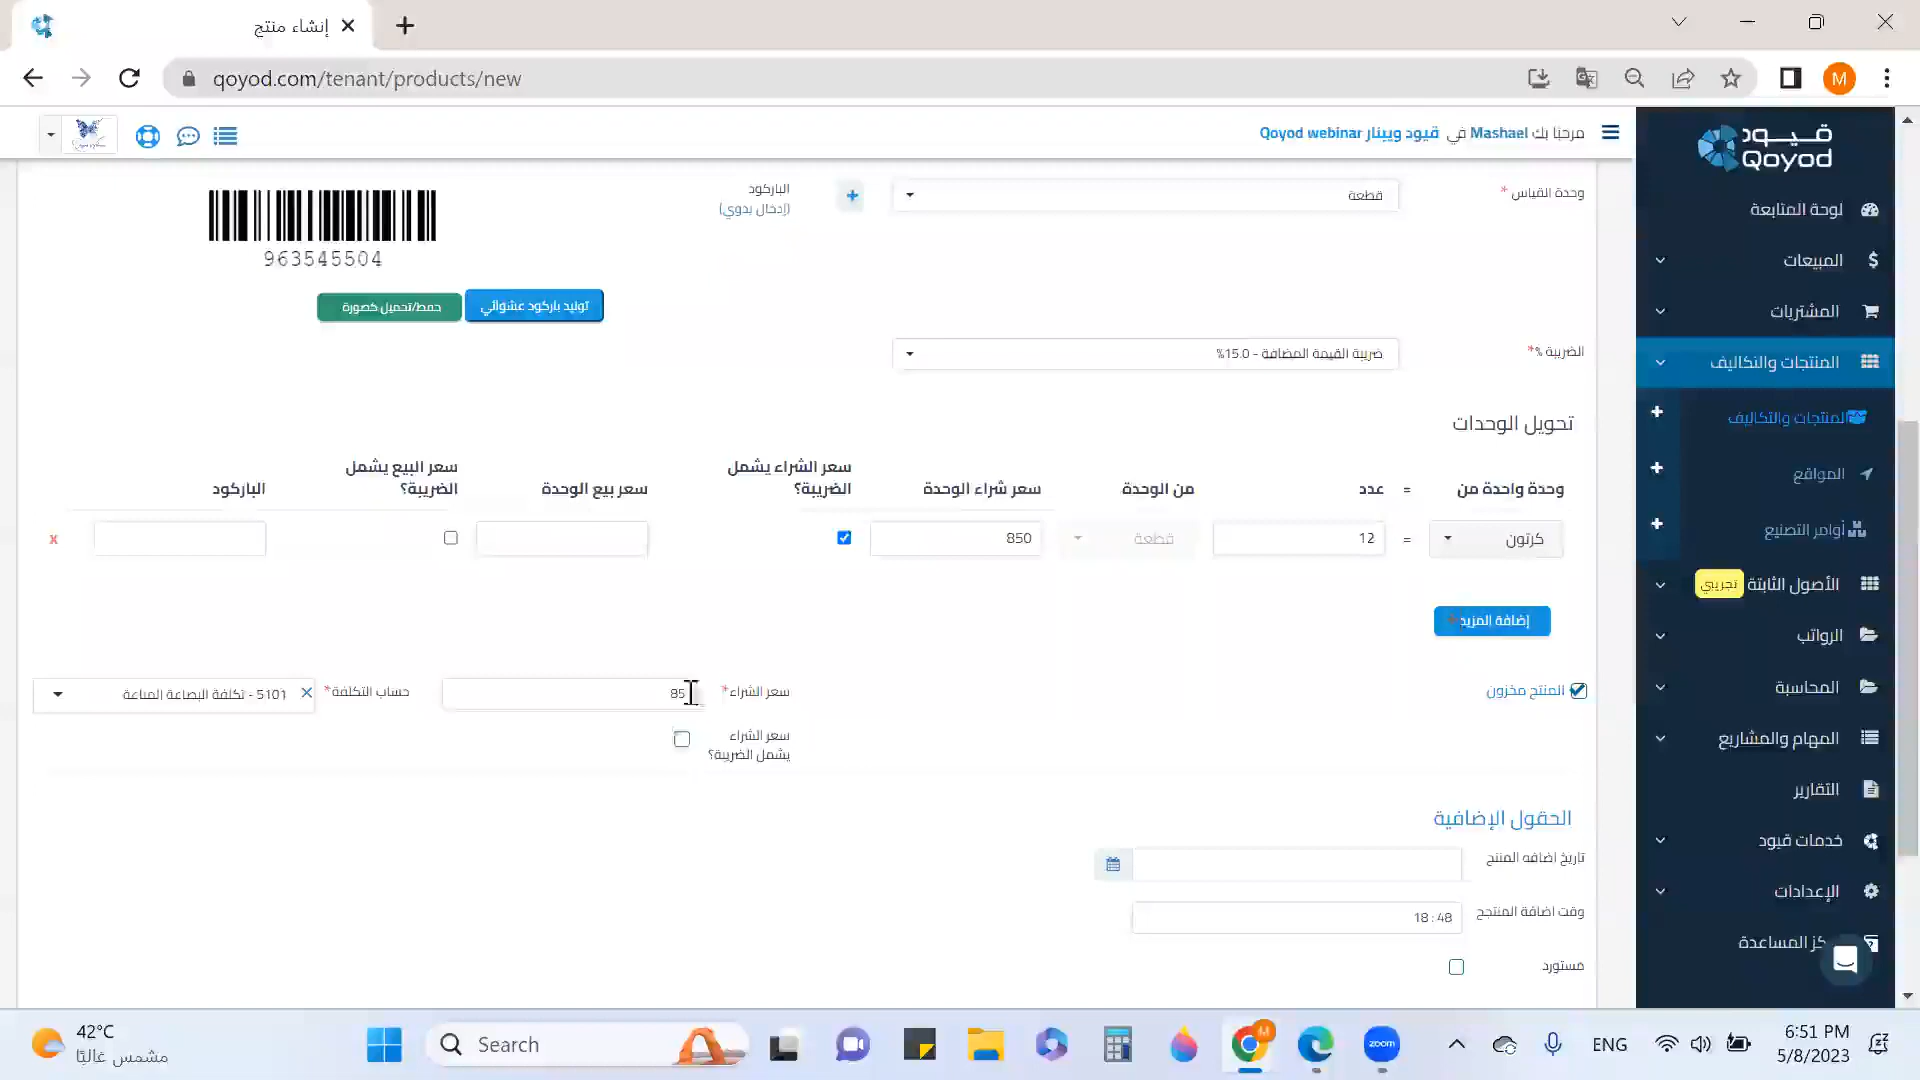 إنشاء منتج
qoyod.com/tenant/products/new
M
مرحبًا بك Mashael في قيود ويبينار Qoyod webinar
قيود
Qoyod
لوحة المتابعة
المبيعات
المشتريات
المنتجات والتكاليف
المنتجات والتكاليف
المواقع
أوامر التصنيع
الأصول الثابتة تجريبي
الرواتب
المحاسبة
المهام والمشاريع
التقارير
خدمات قيود
الإعدادات
كز المساعدة
وحدة القياس *
قطعة
الباركود
(إدخال يدوي)
963545504
توليد باركود عشوائي
حفظ/تحميل كصورة
الضريبة %*
ضريبة القيمة المضافة - 15.0%
تحويل الوحدات
وحدة واحدة من = عدد من الوحدة سعر شراء الوحدة سعر الشراء يشمل الضريبة؟ سعر بيع الوحدة سعر البيع يشمل الضريبة؟ الباركود
كرتون = 12 قطعة 850 x
إضافة المزيد
المنتج مخزون
سعر الشراء*
85
حساب التكلفة*
5101 - تكلفة البضاعة المباعة
سعر الشراء
يشمل الضريبة؟
الحقول الإضافية
تاريخ اضافه المنتج
وقت اضافة المنتجج
18:48
مستورد
42°C
مشمس غالبًا
Search
M
zoom
ENG
6:51 PM
5/8/2023